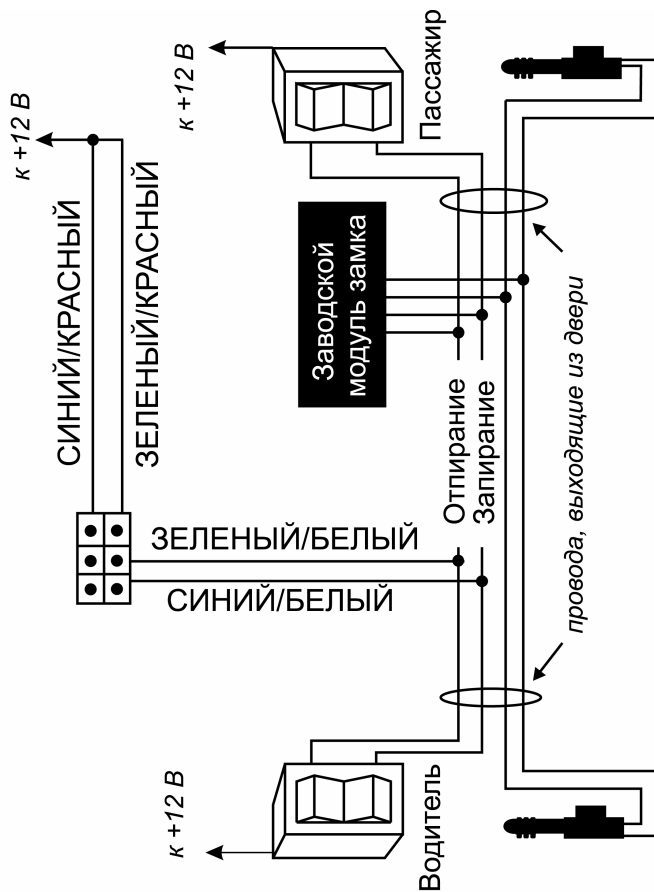 к +12 В
СИНИЙ/КРАСНЫЙ
ЗЕЛЕНЫЙ/КРАСНЫЙ
к +12 В
Пассажир
Заводской
модуль замка
ЗЕЛЕНЫЙ/БЕЛЫЙ
СИНИЙ/БЕЛЫЙ
Отпирание
Запирание
провода, выходящие из двери
к +12 В
Водитель